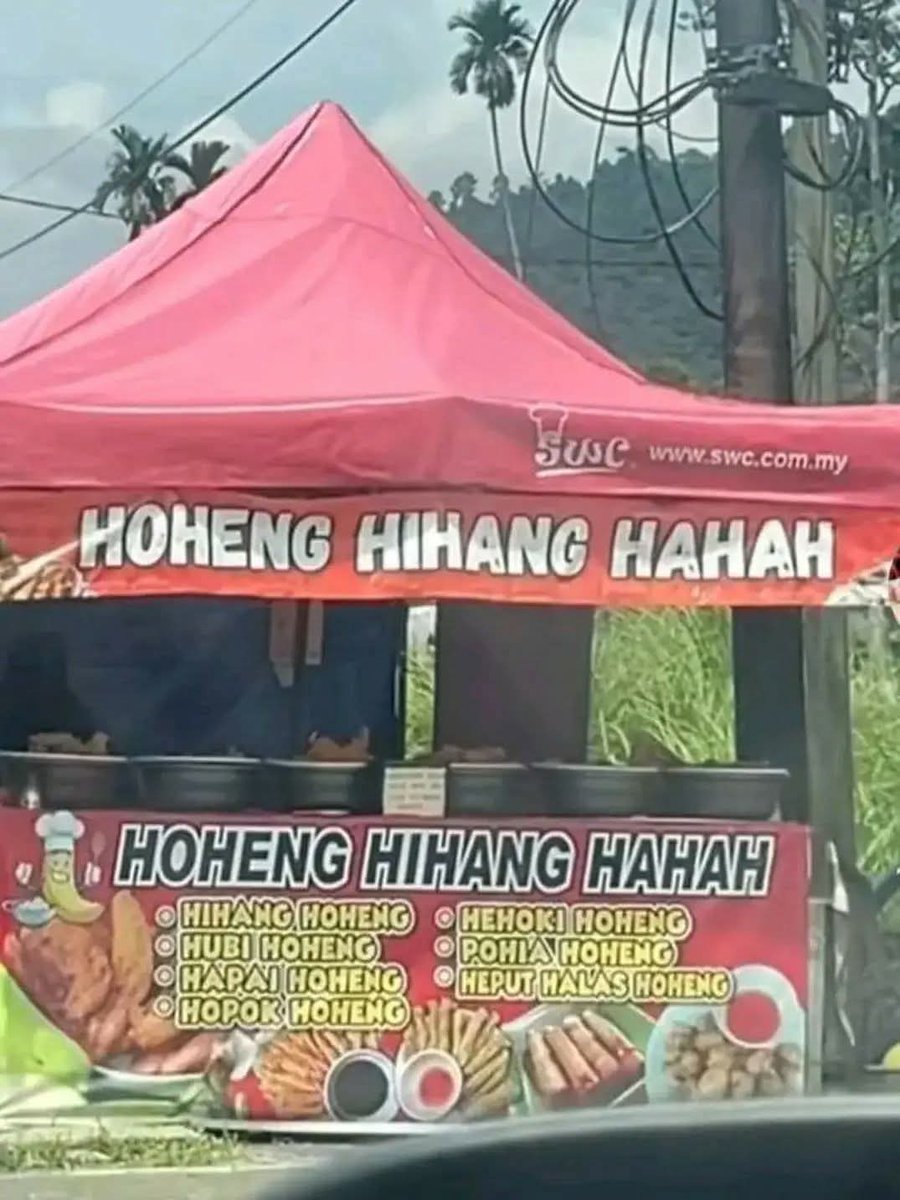 SWC
www.swc.com.my
HOHENG HIHANG HAHAH
HOHENG HIHANG HAHAH
HIHANG HOHENG
HUBI HOHENG
HAPAI HOHENG
HOPOK HOHENG
HEHOKI HOHENG
POHIA HOHENG
HEPUT HALAS HOHENG